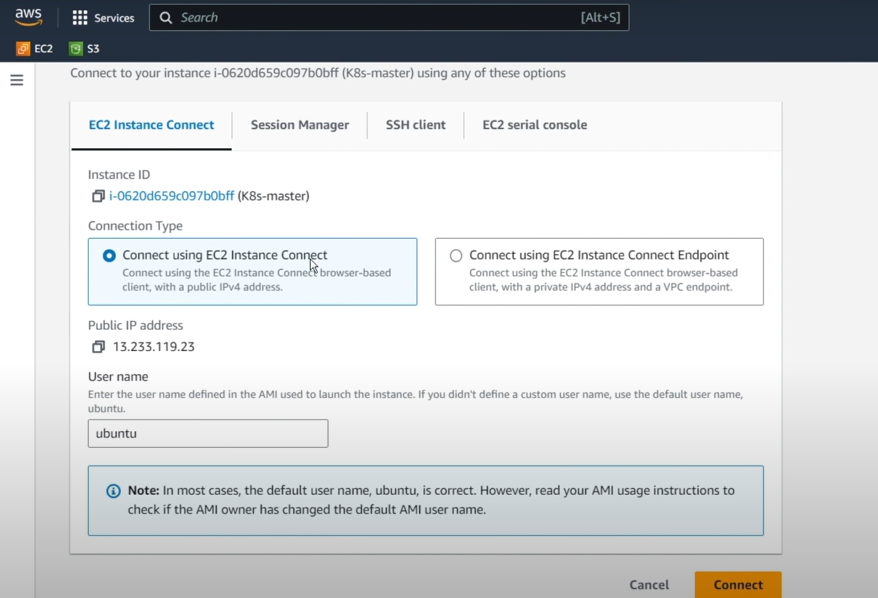 aws
Services
Search
[Alt+S]
EC2
S3
Connect to your instance i-0620d659c097b0bff (K8s-master) using any of these options
EC2 Instance Connect
Session Manager
SSH client
EC2 serial console
Instance ID
i-0620d659c097b0bff (K8s-master)
Connection Type
Connect using EC2 Instance Connect
Connect using the EC2 Instance Connect browser-based
client, with a public IPv4 address.
Connect using EC2 Instance Connect Endpoint
Connect using the EC2 Instance Connect browser-based
client, with a private IPv4 address and a VPC endpoint.
Public IP address
13.233.119.23
User name
Enter the user name defined in the AMI used to launch the instance. If you didn't define a custom user name, use the default user name,
ubuntu.
ubuntu
Note: In most cases, the default user name, ubuntu, is correct. However, read your AMI usage instructions to
check if the AMI owner has changed the default AMI user name.
Cancel
Connect